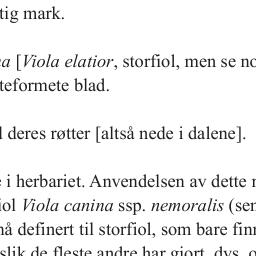 tig mark.
a [Viola elatior, storfiol, men se no
teformete blad.
l deres røtter [altså nede i dalene].
i herbariet. Anvendelsen av dette
iol Viola canina ssp. nemoralis (sen
nå definert til storfiol, som bare finn
slik de fleste andre har gjort, dvs.